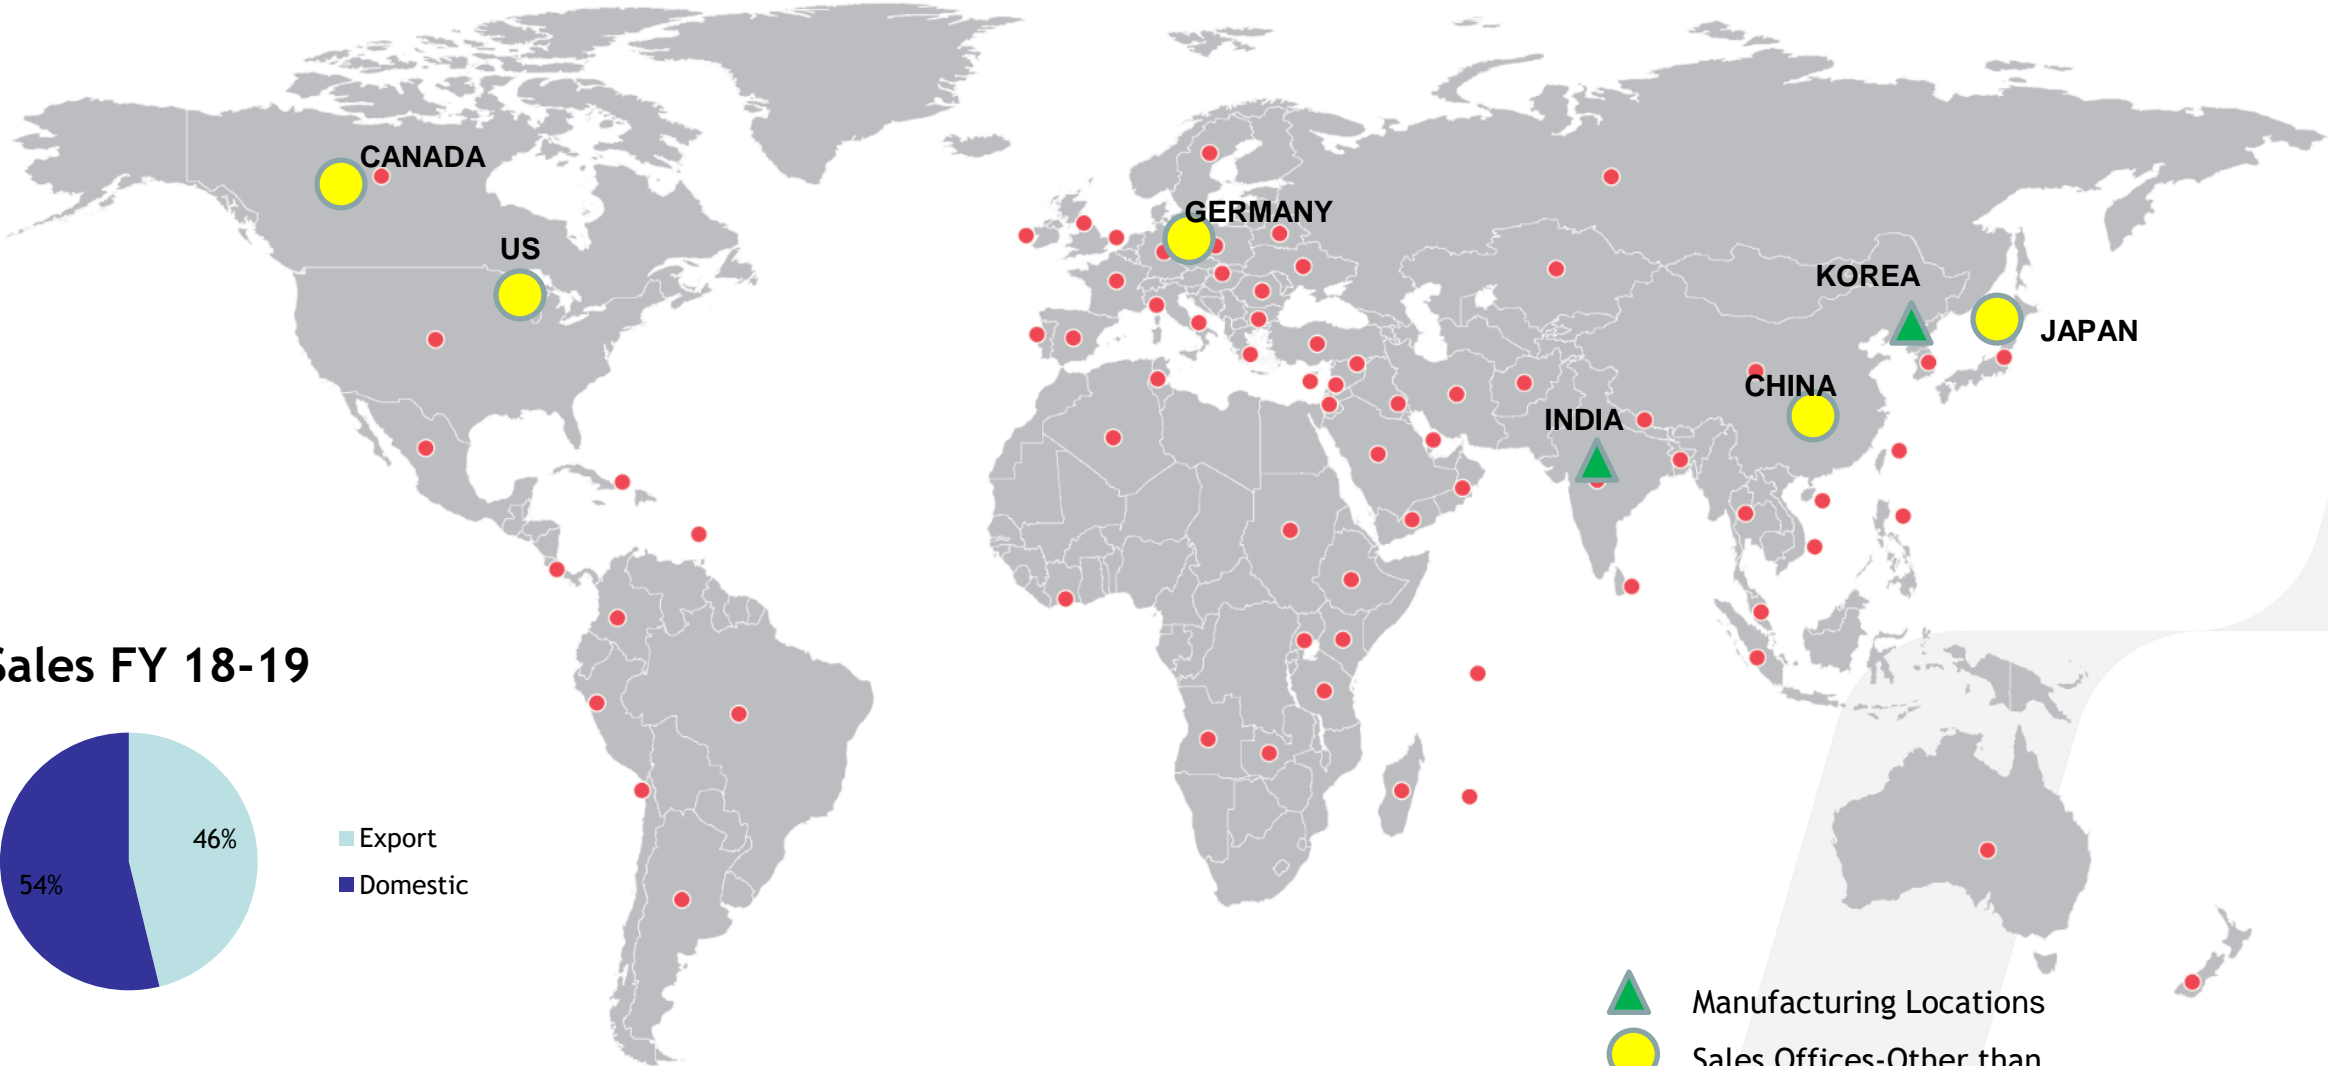 CANADA
US
GERMANY
KOREA
JAPAN
CHINA
INDIA
Sales FY 18-19
46%
54%
Export
Domestic
Manufacturing Locations
Sales Offices-Other than